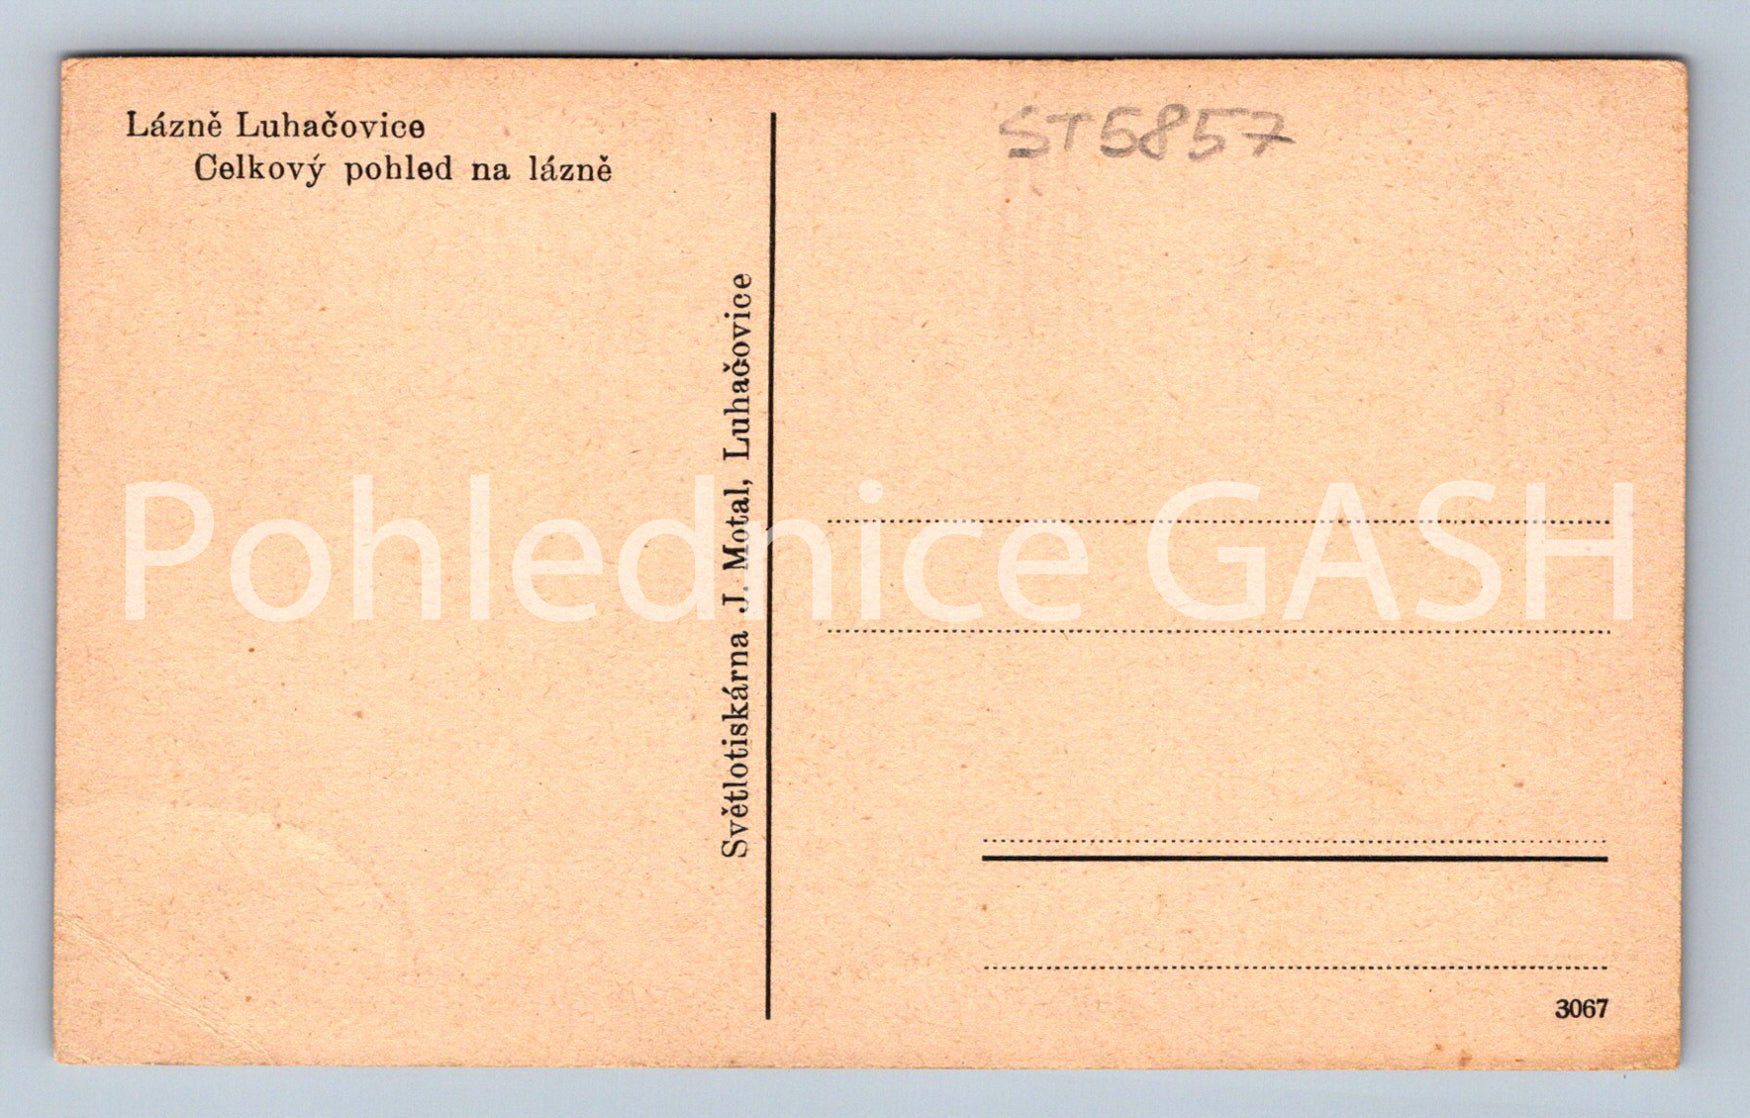 Lázně Luhačovice
Celkový pohled na lázně
ST5857
Světlotiskárna J. Motal, Luhačovice
Pohlednice GASH
3067